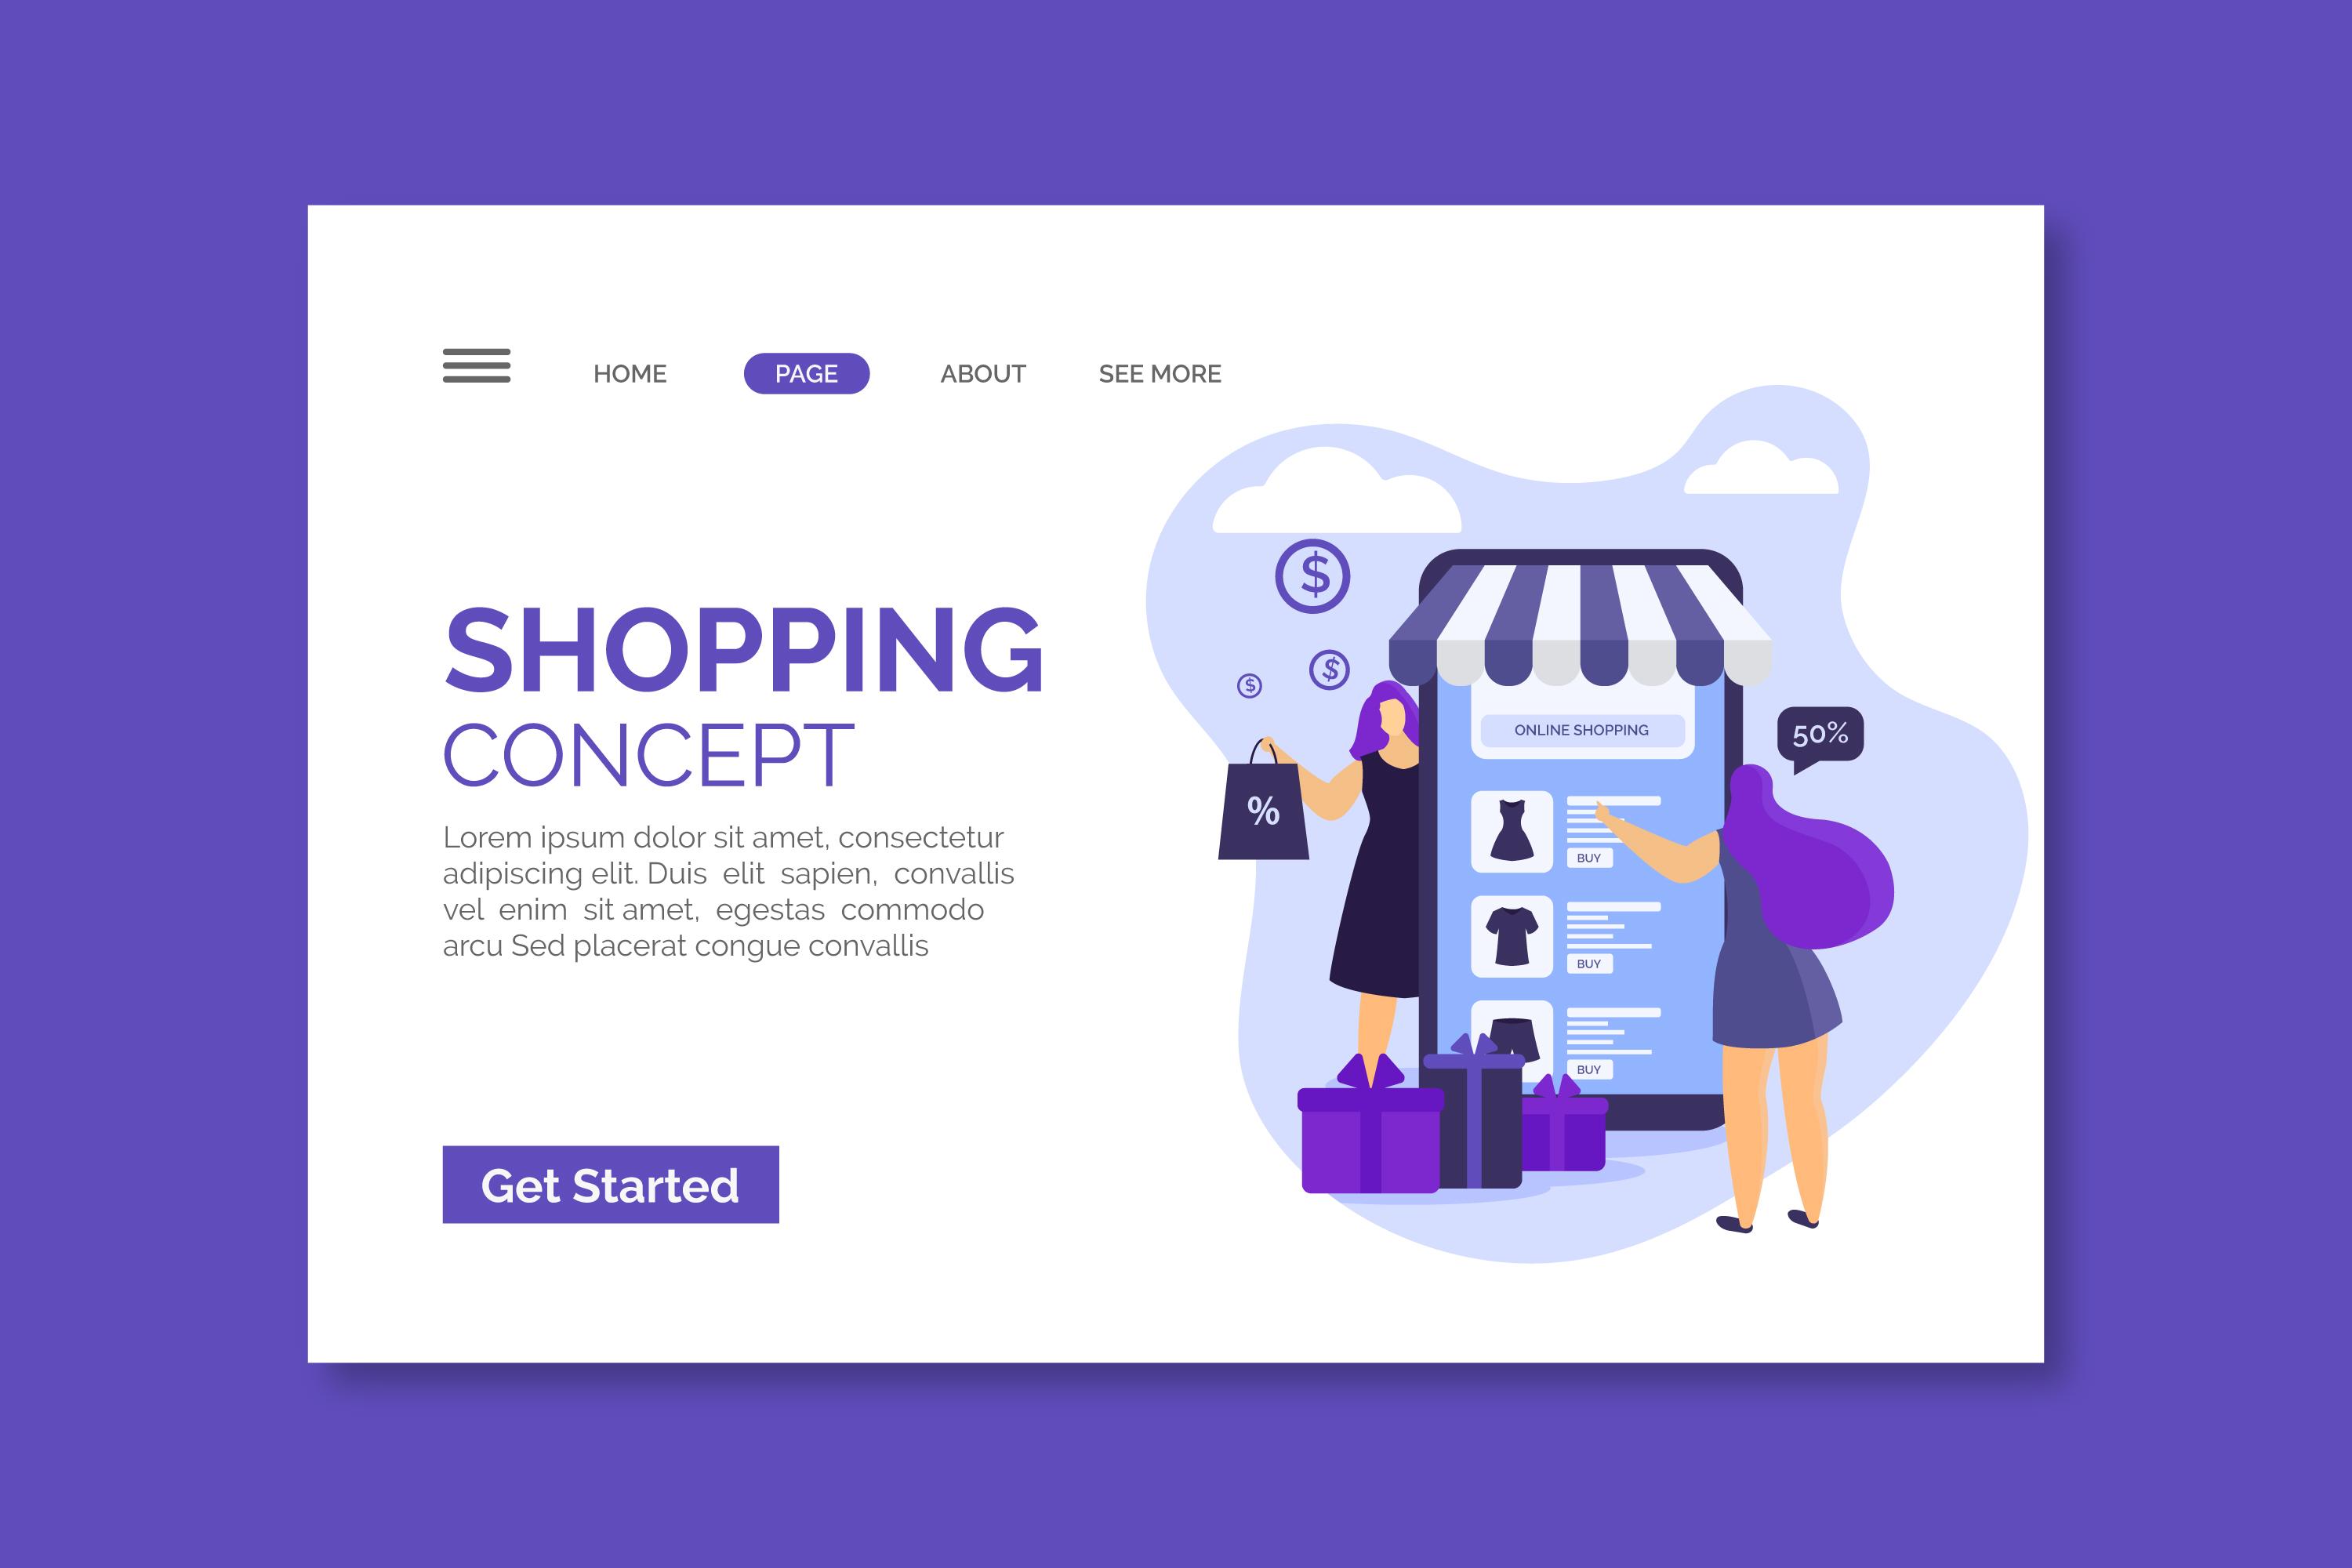 HOME PAGE ABOUT SEE MORE
SHOPPING
CONCEPT
Lorem ipsum dolor sit amet, consectetur
adipiscing elit. Duis elit sapien, convallis
vel enim sit amet, egestas commodo
arcu Sed placerat congue convallis
Get Started
$
$
$
%
ONLINE SHOPPING
50%
BUY
BUY
BUY